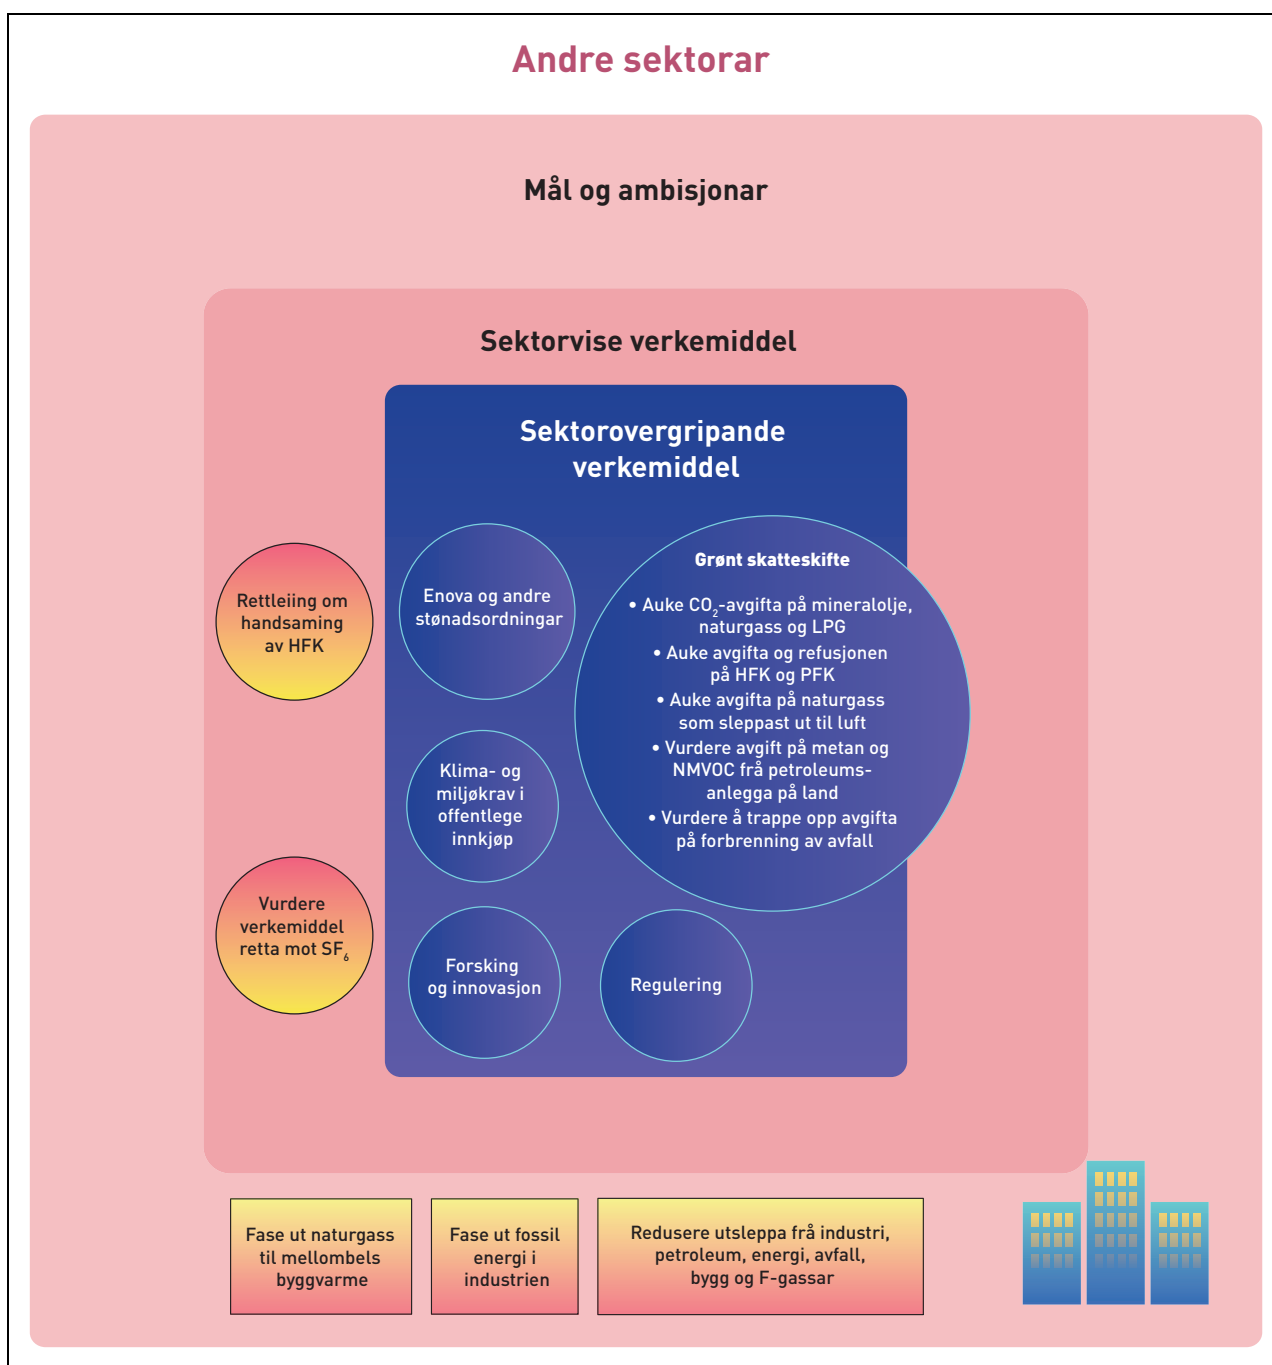 Andre sektorar
Mål og ambisjonar
Sektorvise verkemiddel
Sektorovergripande
verkemiddel
Rettleiing om
handsaming
av HFK
Vurdere
verkemiddel
retta mot SF₆
Enova og andre
stønadsordningar
Klima- og
miljøkrav i
offentlege
innkjøp
Forsking
og innovasjon
Regulering
Grønt skatteskifte
• Auke CO₂-avgifta på mineralolje,
naturgass og LPG
• Auke avgifta og refusjonen
på HFK og PFK
• Auke avgifta på naturgass
som sleppast ut til luft
• Vurdere avgift på metan og
NMVOC frå petroleums-
anlegga på land
• Vurdere å trappe opp avgifta
på forbrenning av avfall
Fase ut naturgass
til mellombels
byggvarme
Fase ut fossil
energi i
industrien
Redusere utsleppa frå industri,
petroleum, energi, avfall,
bygg og F-gassar